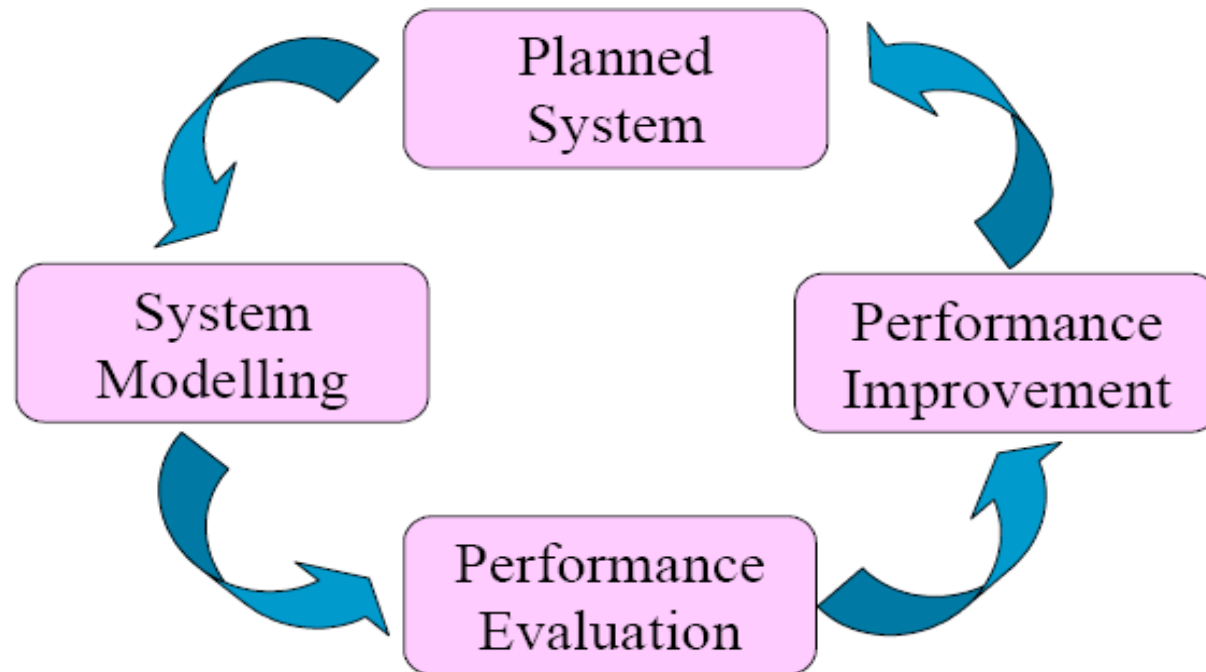 Planned
System
System
Modelling
Performance
Improvement
Performance
Evaluation